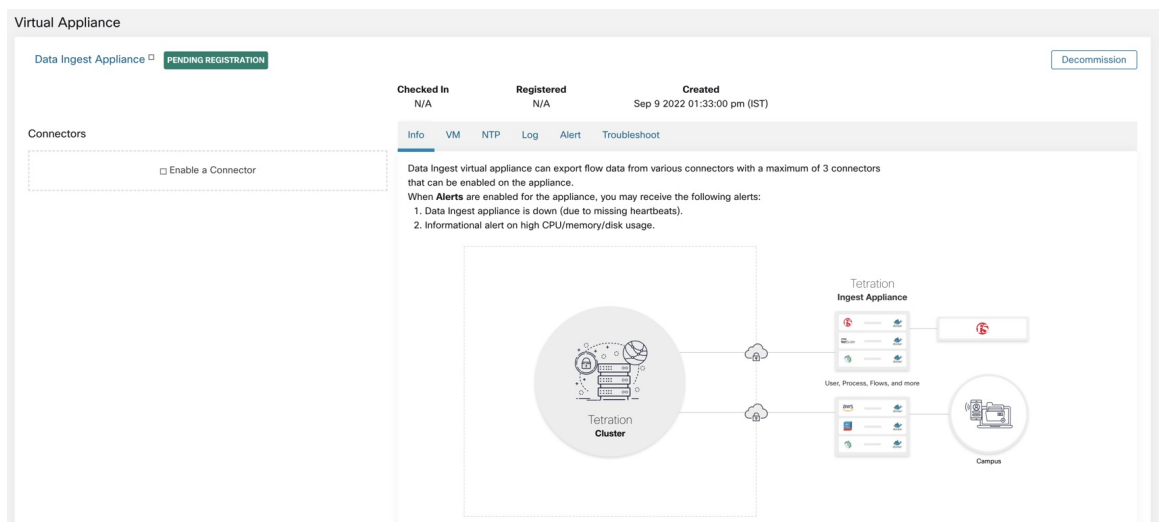 Virtual Appliance
Data Ingest Appliance
PENDING REGISTRATION
Decommission
Checked In Registered Created
N/A N/A Sep 9 2022 01:33:00 pm (IST)
Connectors
Enable a Connector
Info VM NTP Log Alert Troubleshoot
Data Ingest virtual appliance can export flow data from various connectors with a maximum of 3 connectors
that can be enabled on the appliance.
When Alerts are enabled for the appliance, you may receive the following alerts:
1. Data Ingest appliance is down (due to missing heartbeats).
2. Informational alert on high CPU/memory/disk usage.
Tetration
Ingest Appliance
User, Process, Flows, and more
aws
Tetration
Cluster
Campus